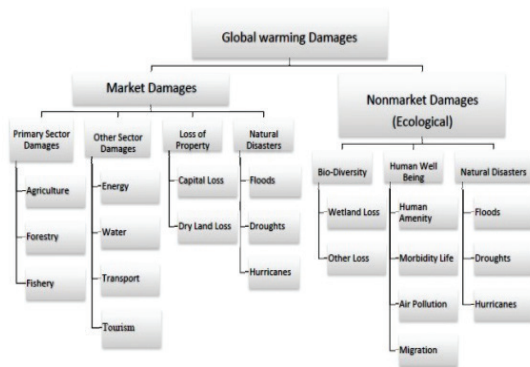 Global warming Damages
Market Damages
Nonmarket Damages
(Ecological)
Primary Sector
Damages
Other Sector
Damages
Loss of
Property
Natural
Disasters
Agriculture
Forestry
Fishery
Energy
Water
Transport
Tourism
Capital Loss
Dry Land Loss
Floods
Droughts
Hurricanes
Bio-Diversity
Human Well
Being
Natural Disasters
Wetland Loss
Other Loss
Human
Amenity
Morbidity Life
Air Pollution
Migration
Floods
Droughts
Hurricanes